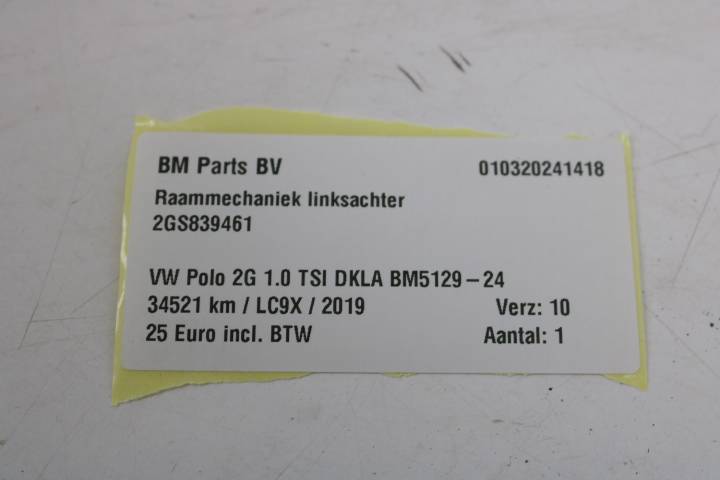 BM Parts BV 010320241418
Raammechaniek linksachter
2GS839461
VW Polo 2G 1.0 TSI DKLA BM5129-24
34521 km / LC9X / 2019 Verz: 10
25 Euro incl. BTW Aantal: 1